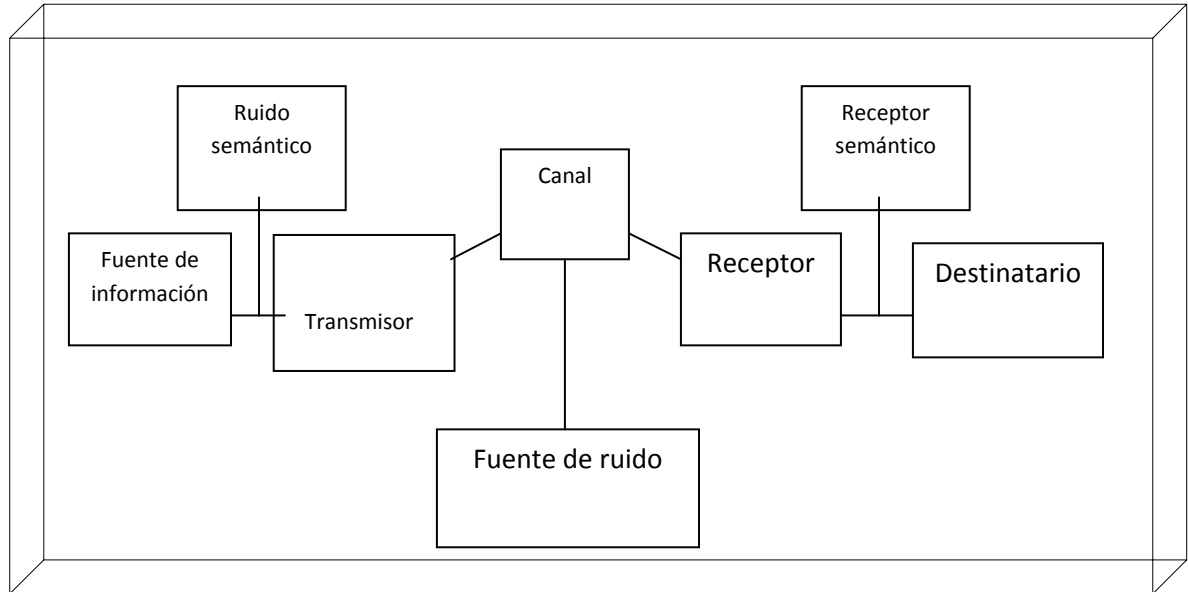 Ruido
semántico
Receptor
semántico
Canal
Fuente de
información
Transmisor
Receptor
Destinatario
Fuente de ruido